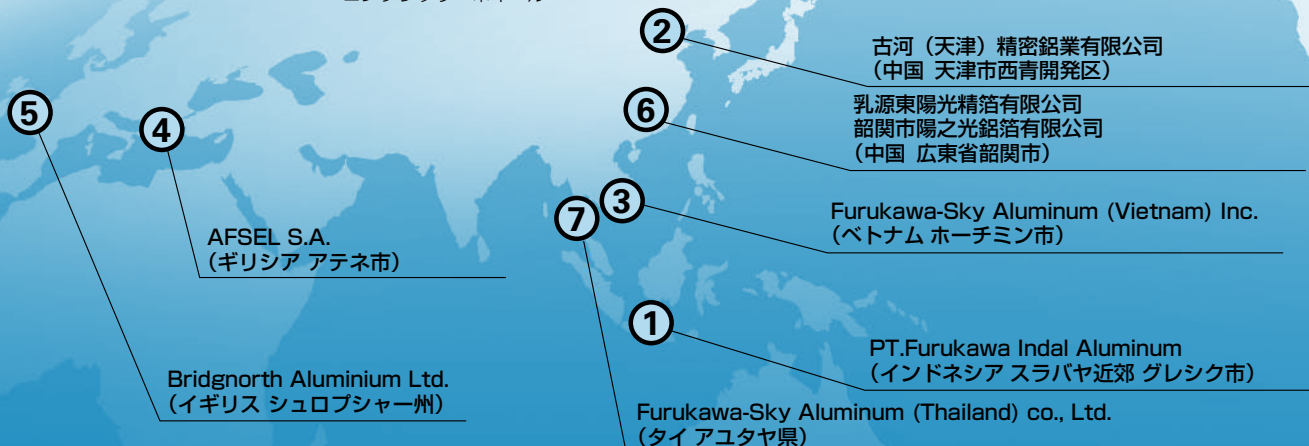 ②
古河（天津）精密鋁業有限公司
（中国 天津市西青開発区）
⑥
乳源東陽光精箔有限公司
韶関市陽之光鋁箔有限公司
（中国 広東省韶関市）
⑤
④
③
Furukawa-Sky Aluminum (Vietnam) Inc.
（ベトナム ホーチミン市）
⑦
AFSEL S.A.
（ギリシア アテネ市）
①
PT.Furukawa Indal Aluminum
（インドネシア スラバヤ近郊 グレシク市）
Bridgnorth Aluminium Ltd.
（イギリス シュロプシャー州）
Furukawa-Sky Aluminum (Thailand) co., Ltd.
（タイ アユタヤ県）